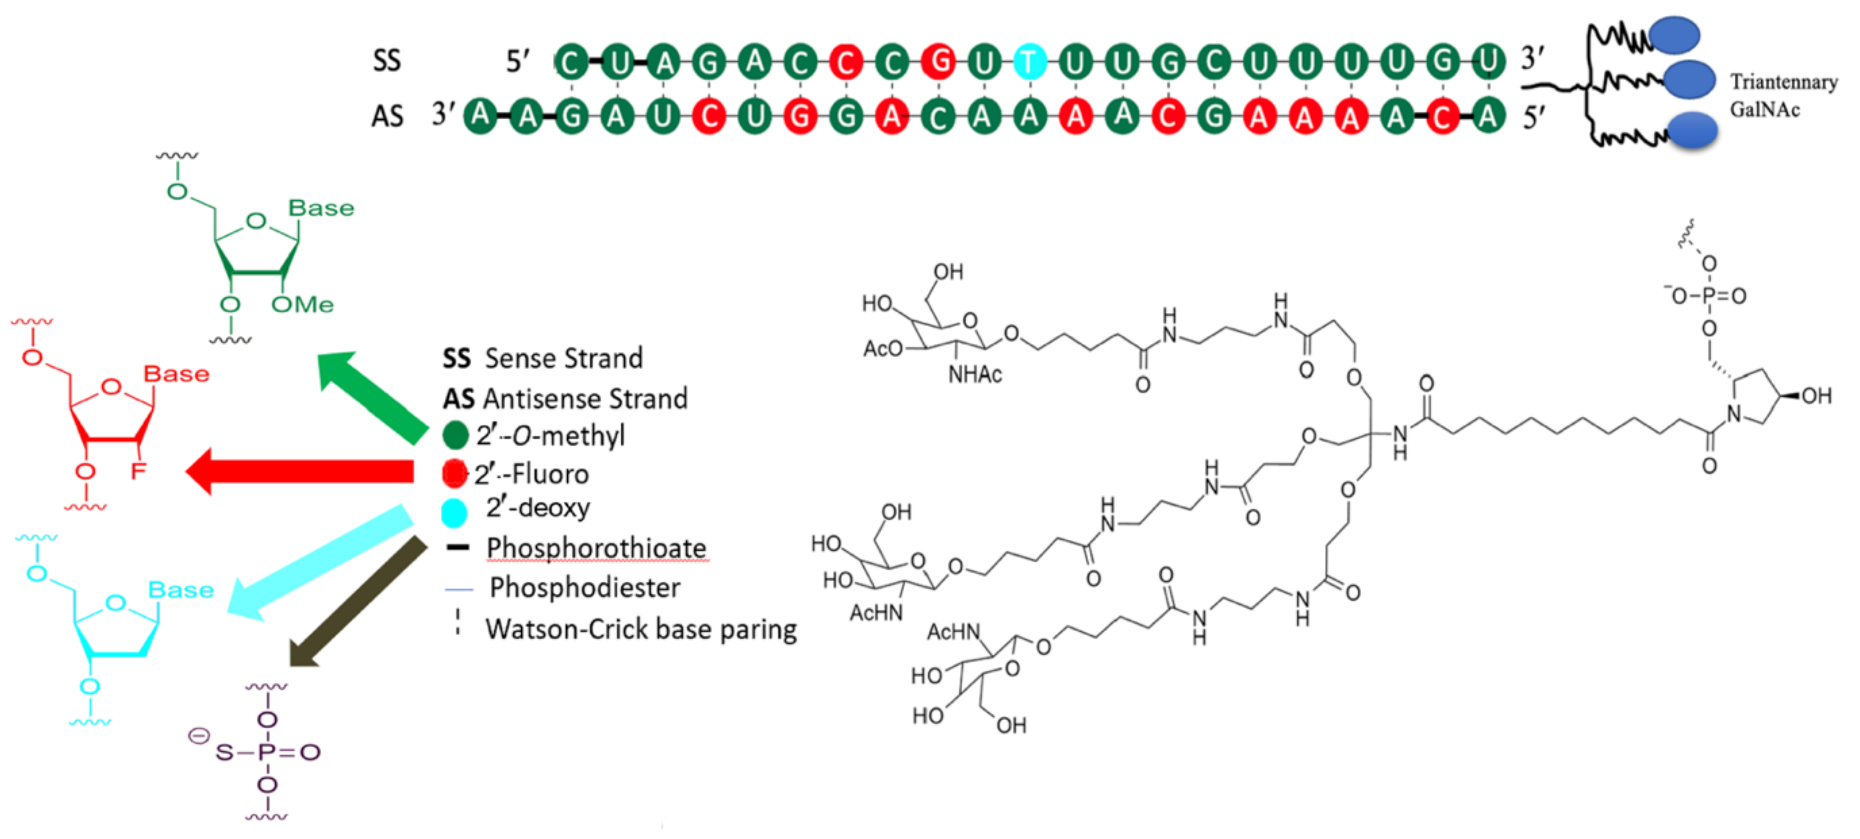 SS 5′ C U A G A C C C G U T U U G C U U U U G U 3′
AS 3′ A A G A U C U G G A C A A A A C G A A A A C A 5′
Triantennary
GalNAc
O
O
Base
O
OMe
O
O
Base
O
F
O
O
Base
O
⊖
O
S–P=O
O
SS Sense Strand
AS Antisense Strand
2′-O-methyl
2′-Fluoro
2′-deoxy
Phosphorothioate
Phosphodiester
Watson-Crick base paring
OH
HO
O
O
AcO
NHAc
O
H
N
H
N
O
O
O
⁻O–P=O
O
N
OH
O
O
N
H
O
O
OH
HO
HO
O
O
AcHN
O
H
N
H
N
O
AcHN
HO
HO
O
O
OH
O
N
H
N
H
O